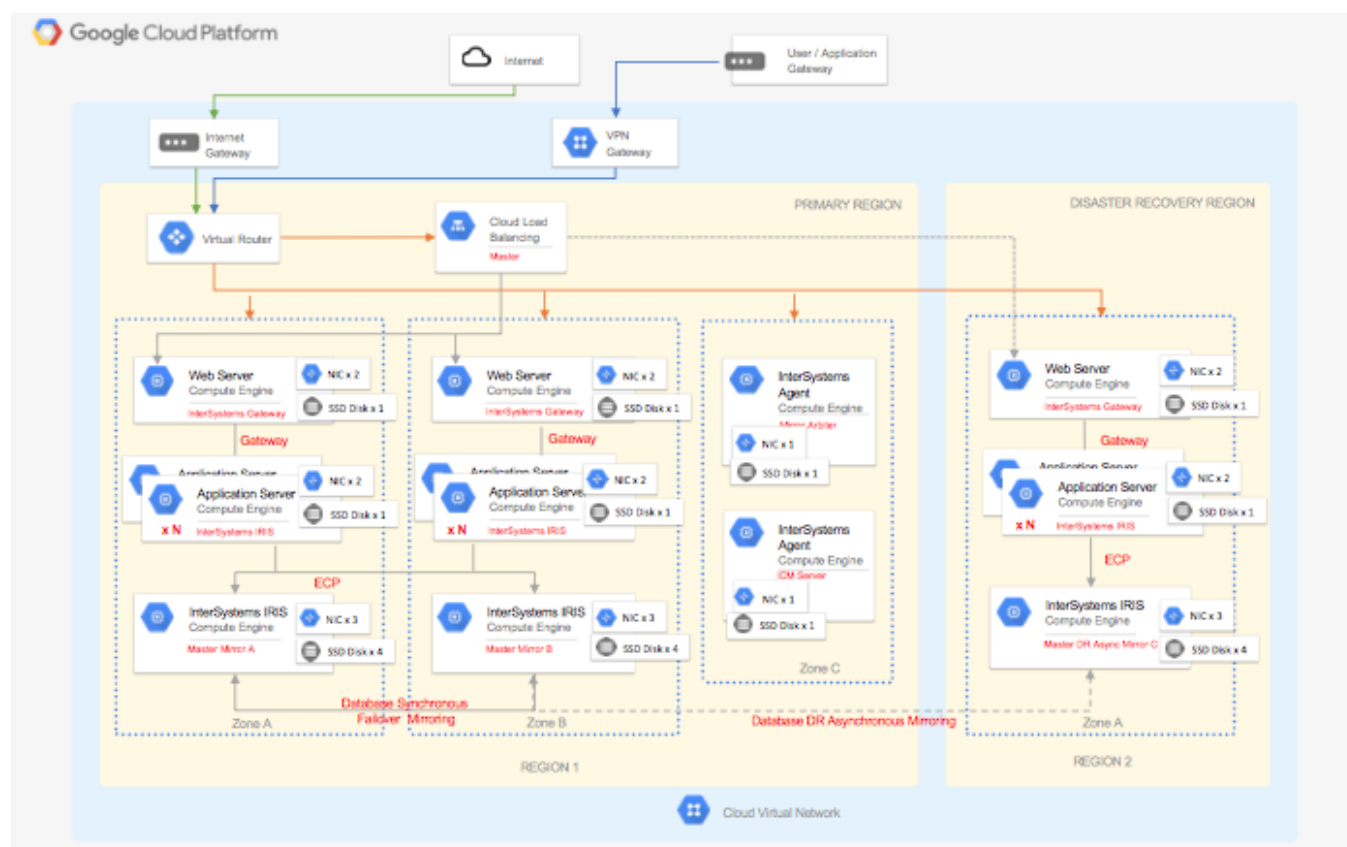 Google Cloud Platform
Internet
User / Application
Gateway
Internet
Gateway
VPN
Gateway
PRIMARY REGION
DISASTER RECOVERY REGION
Virtual Router
Cloud Load
Balancing
Master
Web Server
Compute Engine
InterSystems Gateway
NIC x 2
SSD Disk x 1
Gateway
Application Server
Application Server
Compute Engine
x N
InterSystems IRIS
NIC x 2
SSD Disk x 1
ECP
InterSystems IRIS
Compute Engine
Master Mirror A
NIC x 3
SSD Disk x 4
Zone A
Web Server
Compute Engine
InterSystems Gateway
NIC x 2
SSD Disk x 1
Gateway
Application Server
Application Serve
Compute Engine
x N
InterSystems IRIS
NIC x 2
SSD Disk x 1
InterSystems IRIS
Compute Engine
Master Mirror B
NIC x 3
SSD Disk x 4
Database Synchronous
Failover Mirroring
Zone B
InterSystems
Agent
Compute Engine
Mirror Arbiter
NIC x 1
SSD Disk x 1
InterSystems
Agent
Compute Engine
ICM Server
NIC x 1
SSD Disk x 1
Zone C
Database DR Asynchronous Mirroring
Web Server
Compute Engine
InterSystems Gateway
NIC x 2
SSD Disk x 1
Gateway
Application Server
Application Server
Compute Engine
x N
InterSystems IRIS
NIC x 2
SSD Disk x 1
ECP
InterSystems IRIS
Compute Engine
Master DR Async Mirror C
NIC x 3
SSD Disk x 4
Zone A
REGION 1
REGION 2
Cloud Virtual Network